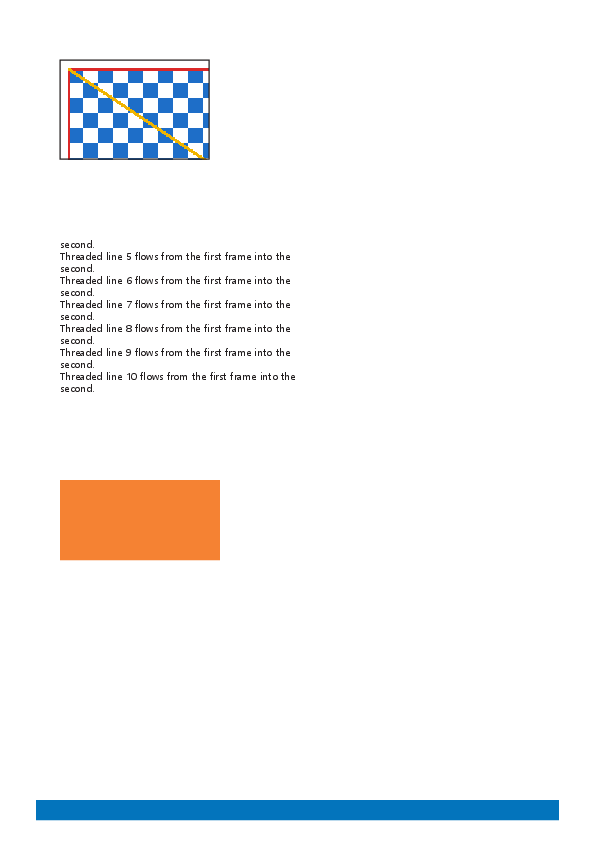 second.
Threaded line 5 flows from the first frame into the
second.
Threaded line 6 flows from the first frame into the
second.
Threaded line 7 flows from the first frame into the
second.
Threaded line 8 flows from the first frame into the
second.
Threaded line 9 flows from the first frame into the
second.
Threaded line 10 flows from the first frame into the
second.